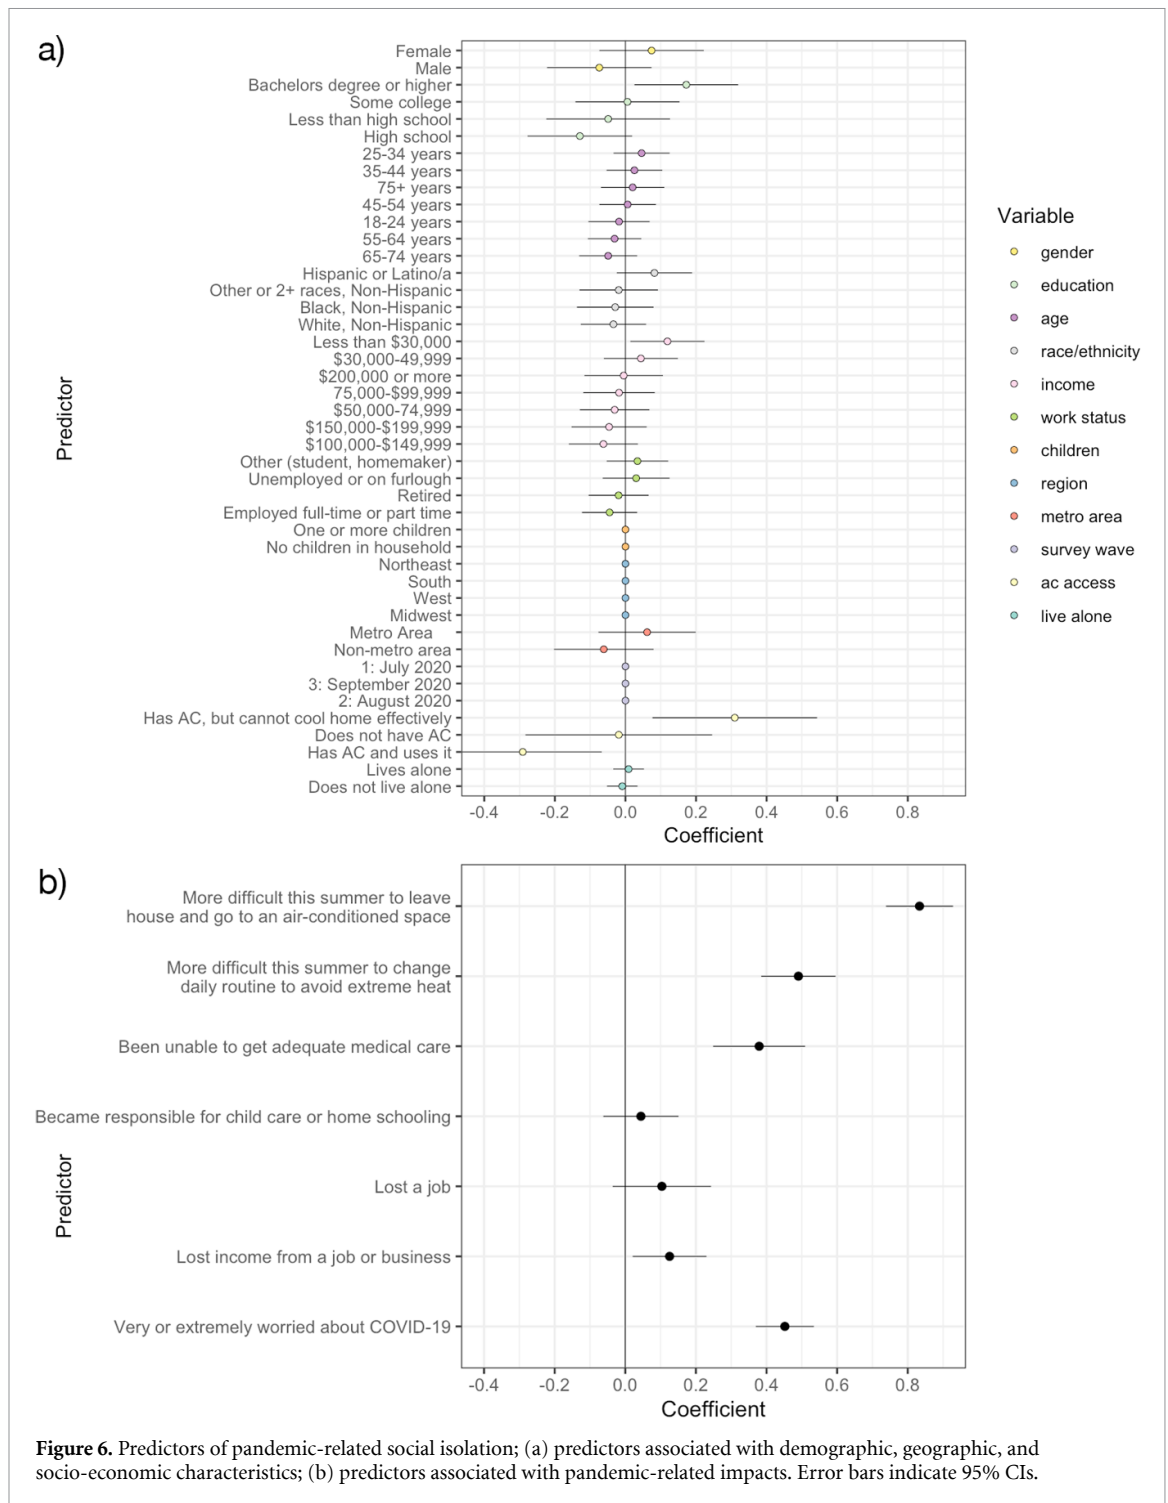 a)
Female
Male
Bachelors degree or higher
Some college
Less than high school
High school
25-34 years
35-44 years
75+ years
45-54 years
18-24 years
55-64 years
65-74 years
Hispanic or Latino/a
Other or 2+ races, Non-Hispanic
Black, Non-Hispanic
White, Non-Hispanic
Less than $30,000
$30,000-49,999
$200,000 or more
75,000-$99,999
$50,000-74,999
$150,000-$199,999
$100,000-$149,999
Other (student, homemaker)
Unemployed or on furlough
Retired
Employed full-time or part time
One or more children
No children in household
Northeast
South
West
Midwest
Metro Area
Non-metro area
1: July 2020
3: September 2020
2: August 2020
Has AC, but cannot cool home effectively
Does not have AC
Has AC and uses it
Lives alone
Does not live alone
Predictor
-0.4 -0.2 0.0 0.2 0.4 0.6 0.8
Coefficient
Variable
gender
education
age
race/ethnicity
income
work status
children
region
metro area
survey wave
ac access
live alone
b)
More difficult this summer to leave
house and go to an air-conditioned space
More difficult this summer to change
daily routine to avoid extreme heat
Been unable to get adequate medical care
Became responsible for child care or home schooling
Lost a job
Lost income from a job or business
Very or extremely worried about COVID-19
Predictor
-0.4 -0.2 0.0 0.2 0.4 0.6 0.8
Coefficient
Figure 6. Predictors of pandemic-related social isolation; (a) predictors associated with demographic, geographic, and
socio-economic characteristics; (b) predictors associated with pandemic-related impacts. Error bars indicate 95% CIs.